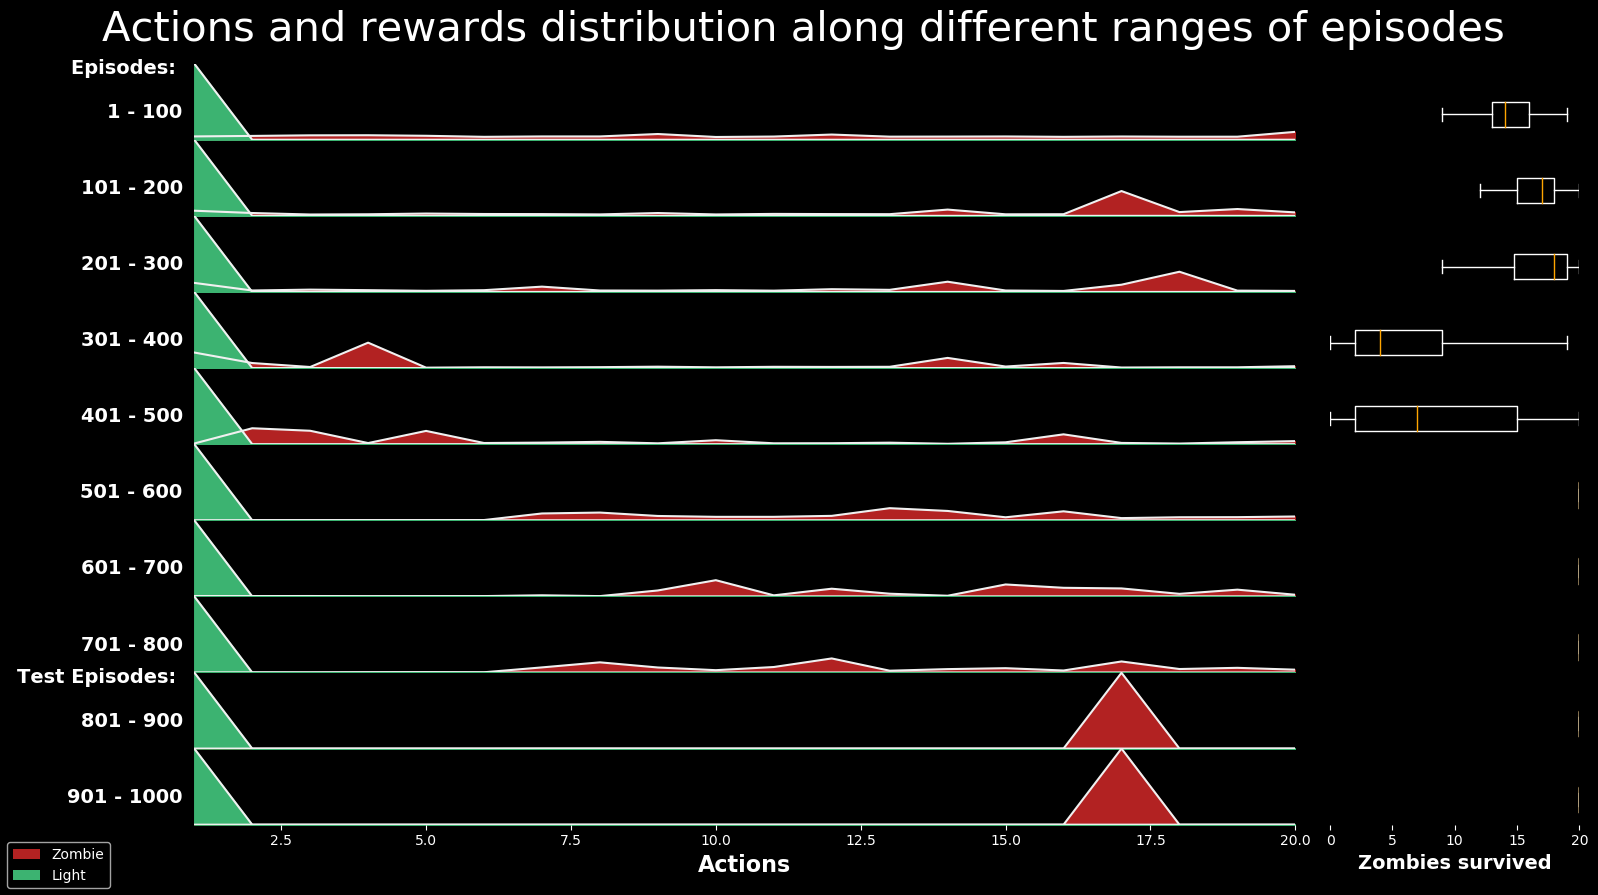 Actions and rewards distribution along different ranges of episodes
Episodes:
1 - 100
101 - 200
201 - 300
301 - 400
401 - 500
501 - 600
601 - 700
701 - 800
Test Episodes:
801 - 900
901 - 1000
2.5 5.0 7.5 10.0 12.5 15.0 17.5 20.0
0 5 10 15 20
Actions
Zombies survived
Zombie
Light